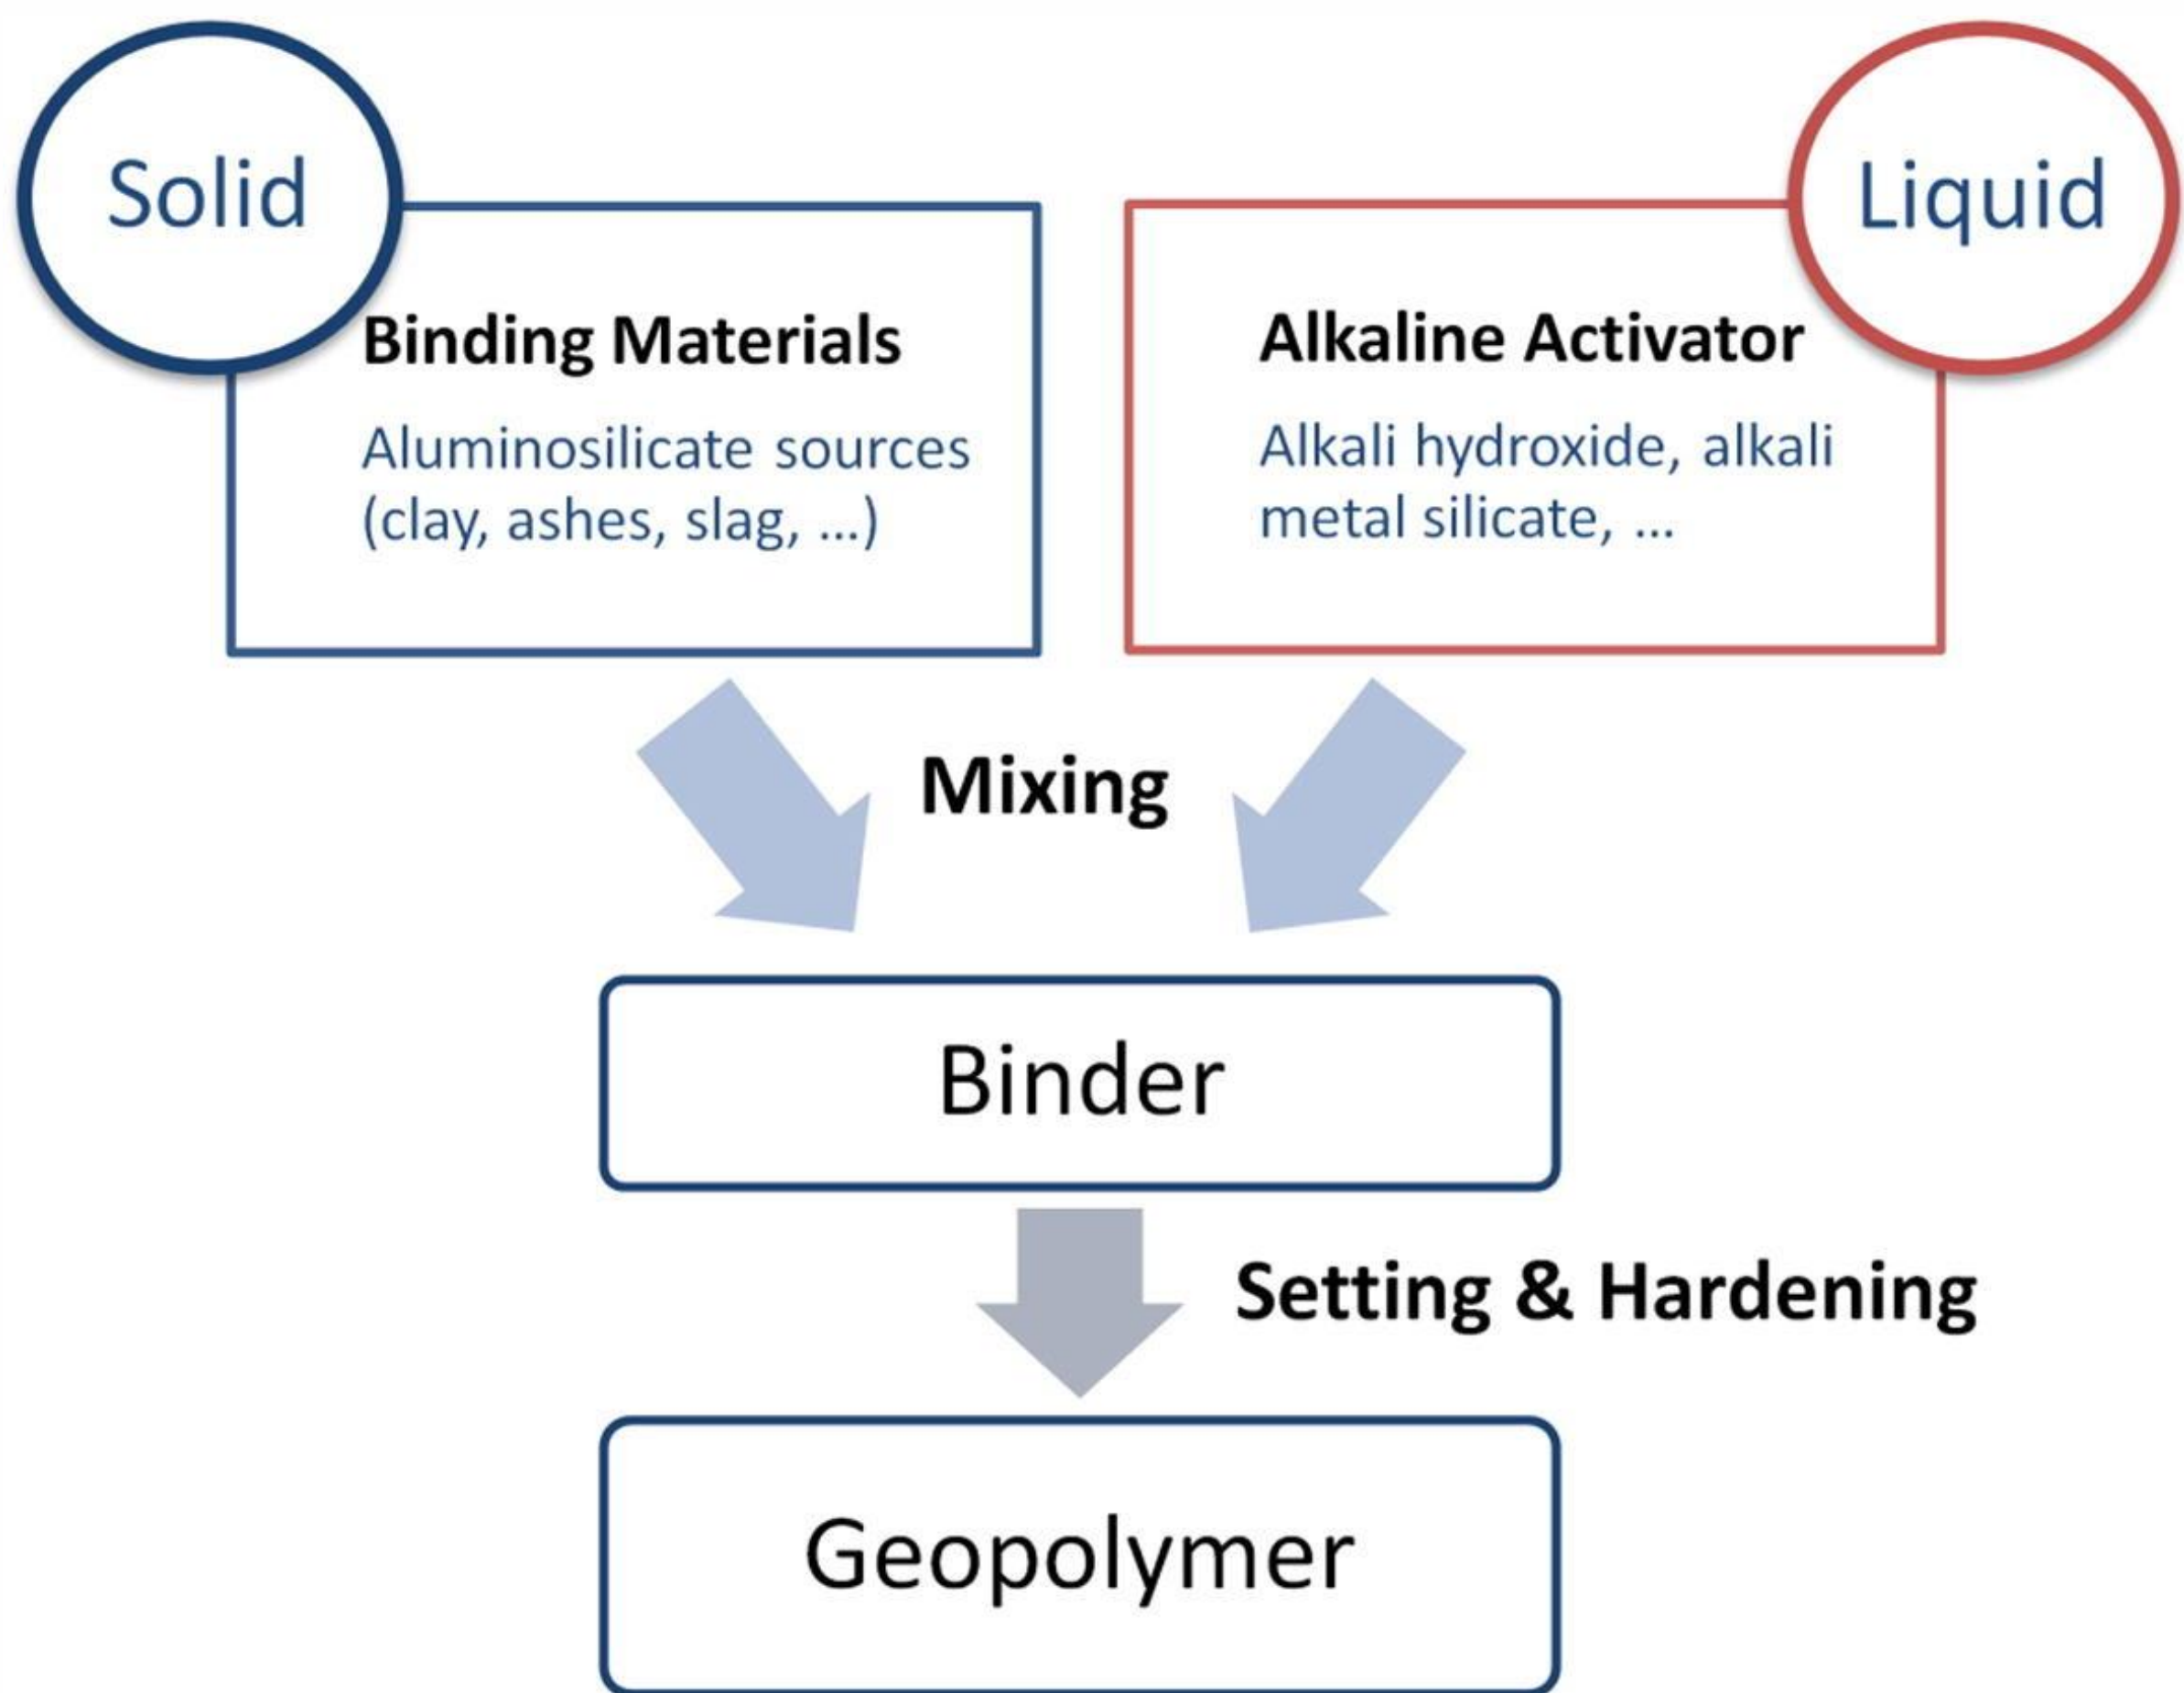 Solid
Liquid
Binding Materials
Aluminosilicate sources
(clay, ashes, slag, ...)
Alkaline Activator
Alkali hydroxide, alkali
metal silicate, ...
Mixing
Binder
Setting & Hardening
Geopolymer